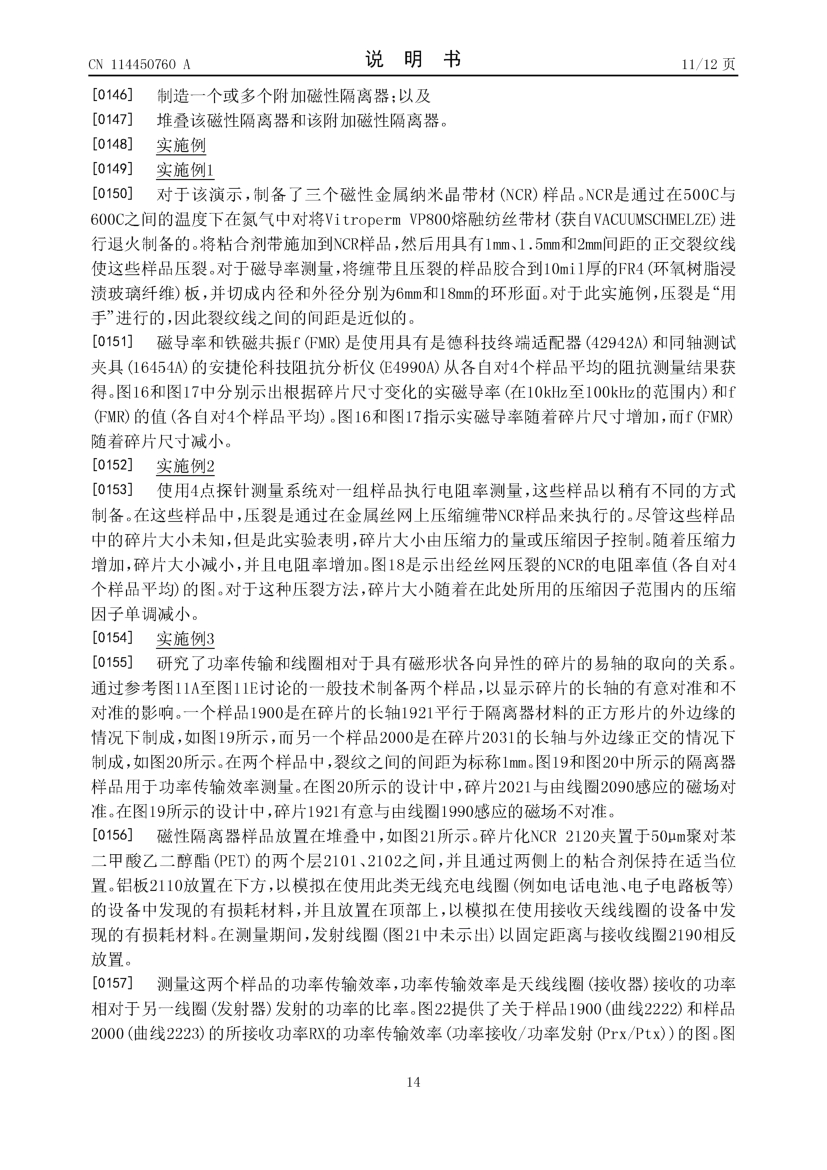 CN 114450760 A
说 明 书
11/12 页
[0146] 制造一个或多个附加磁性隔离器;以及
[0147] 堆叠该磁性隔离器和该附加磁性隔离器。
[0148] 实施例
[0149] 实施例1
[0150] 对于该演示,制备了三个磁性金属纳米晶带材(NCR)样品。NCR是通过在500C与
600C之间的温度下在氮气中对将Vitroperm VP800熔融纺丝带材(获自VACUUMSCHMELZE)进
行退火制备的。将粘合剂带施加到NCR样品,然后用具有1mm、1.5mm和2mm间距的正交裂纹线
使这些样品压裂。对于磁导率测量,将缠带且压裂的样品胶合到10mil厚的FR4(环氧树脂浸
渍玻璃纤维)板,并切成内径和外径分别为6mm和18mm的环形面。对于此实施例,压裂是“用
手”进行的,因此裂纹线之间的间距是近似的。
[0151] 磁导率和铁磁共振f(FMR)是使用具有是德科技终端适配器(42942A)和同轴测试
夹具(16454A)的安捷伦科技阻抗分析仪(E4990A)从各自对4个样品平均的阻抗测量结果获
得。图16和图17中分别示出根据碎片尺寸变化的实磁导率(在10kHz至100kHz的范围内)和f
(FMR)的值(各自对4个样品平均)。图16和图17指示实磁导率随着碎片尺寸增加,而f(FMR)
随着碎片尺寸减小。
[0152] 实施例2
[0153] 使用4点探针测量系统对一组样品执行电阻率测量,这些样品以稍有不同的方式
制备。在这些样品中,压裂是通过在金属丝网上压缩缠带NCR样品来执行的。尽管这些样品
中的碎片大小未知,但是此实验表明,碎片大小由压缩力的量或压缩因子控制。随着压缩力
增加,碎片大小减小,并且电阻率增加。图18是示出经丝网压裂的NCR的电阻率值(各自对4
个样品平均)的图。对于这种压裂方法,碎片大小随着在此处所用的压缩因子范围内的压缩
因子单调减小。
[0154] 实施例3
[0155] 研究了功率传输和线圈相对于具有磁形状各向异性的碎片的易轴的取向的关系。
通过参考图11A至图11E讨论的一般技术制备两个样品,以显示碎片的长轴的有意对准和不
对准的影响。一个样品1900是在碎片的长轴1921平行于隔离器材料的正方形片的外边缘的
情况下制成,如图19所示,而另一个样品2000是在碎片2031的长轴与外边缘正交的情况下
制成,如图20所示。在两个样品中,裂纹之间的间距为标称1mm。图19和图20中所示的隔离器
样品用于功率传输效率测量。在图20所示的设计中,碎片2021与由线圈2090感应的磁场对
准。在图19所示的设计中,碎片1921有意与由线圈1990感应的磁场不对准。
[0156] 磁性隔离器样品放置在堆叠中,如图21所示。碎片化NCR 2120夹置于50μm聚对苯
二甲酸乙二醇酯(PET)的两个层2101、2102之间,并且通过两侧上的粘合剂保持在适当位
置。铝板2110放置在下方,以模拟在使用此类无线充电线圈(例如电话电池、电子电路板等)
的设备中发现的有损耗材料,并且放置在顶部上,以模拟在使用接收天线线圈的设备中发
现的有损耗材料。在测量期间,发射线圈(图21中未示出)以固定距离与接收线圈2190相反
放置。
[0157] 测量这两个样品的功率传输效率,功率传输效率是天线线圈(接收器)接收的功率
相对于另一线圈(发射器)发射的功率的比率。图22提供了关于样品1900(曲线2222)和样品
2000(曲线2223)的所接收功率RX的功率传输效率(功率接收/功率发射(Prx/Ptx))的图。图
14